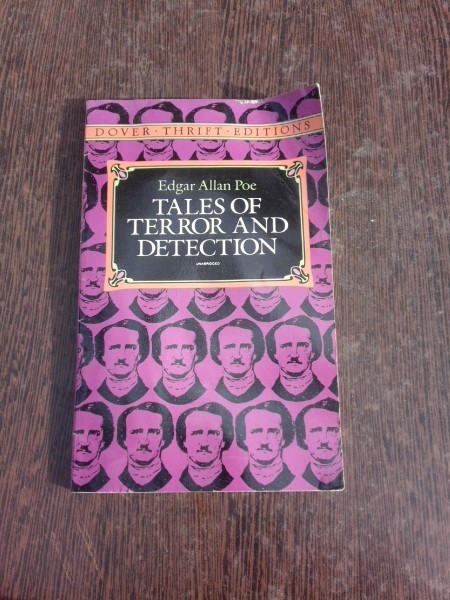 DOVER · THRIFT · EDITIONS
Edgar Allan Poe
TALES OF
TERROR AND
DETECTION
UNABRIDGED